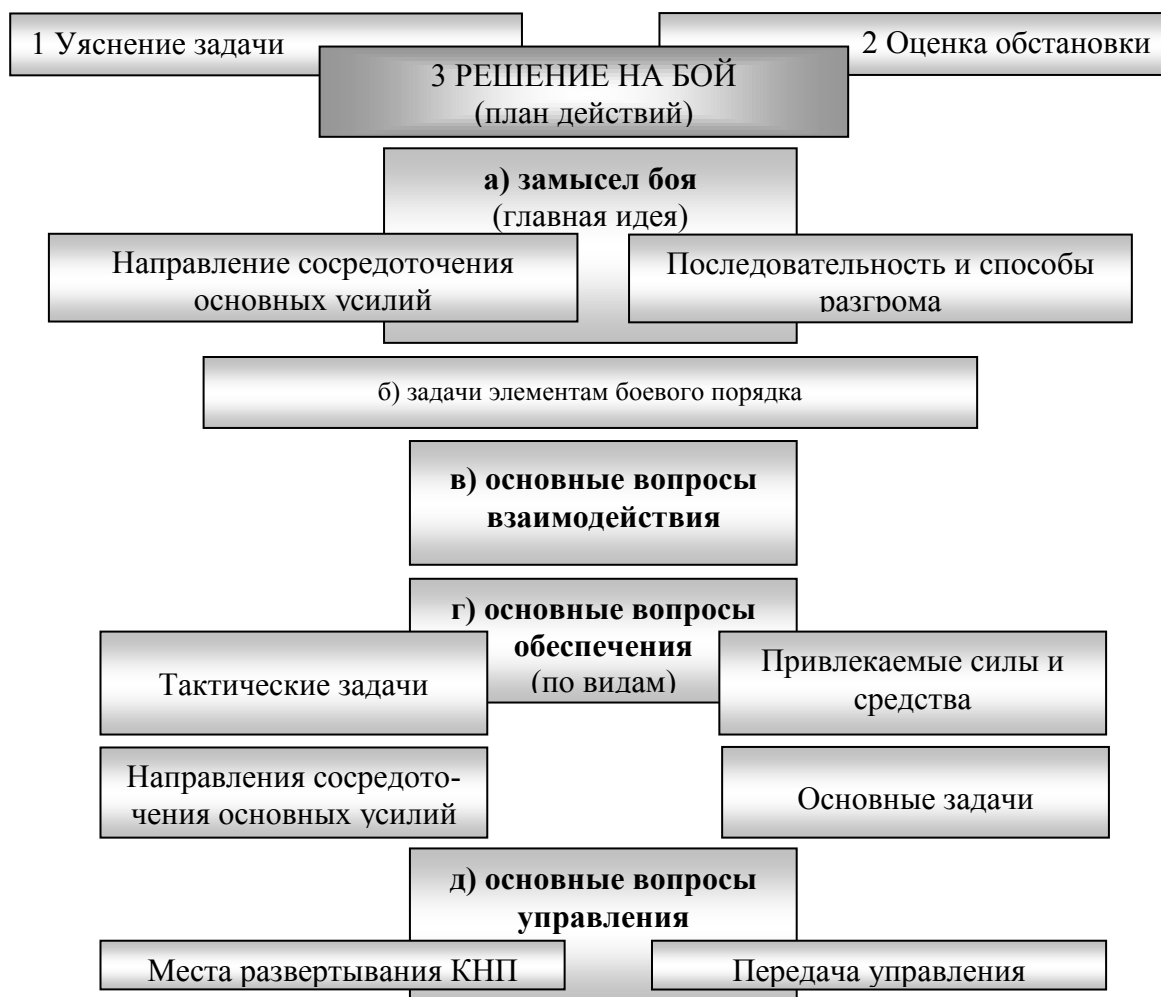 1 Уяснение задачи
2 Оценка обстановки
3 РЕШЕНИЕ НА БОЙ
(план действий)
а) замысел боя
(главная идея)
Направление сосредоточения
основных усилий
Последовательность и способы
разгрома
б) задачи элементам боевого порядка
в) основные вопросы
взаимодействия
г) основные вопросы
обеспечения
(по видам)
Тактические задачи
Привлекаемые силы и
средства
Направления сосредото-
чения основных усилий
Основные задачи
д) основные вопросы
управления
Места развертывания КНП
Передача управления